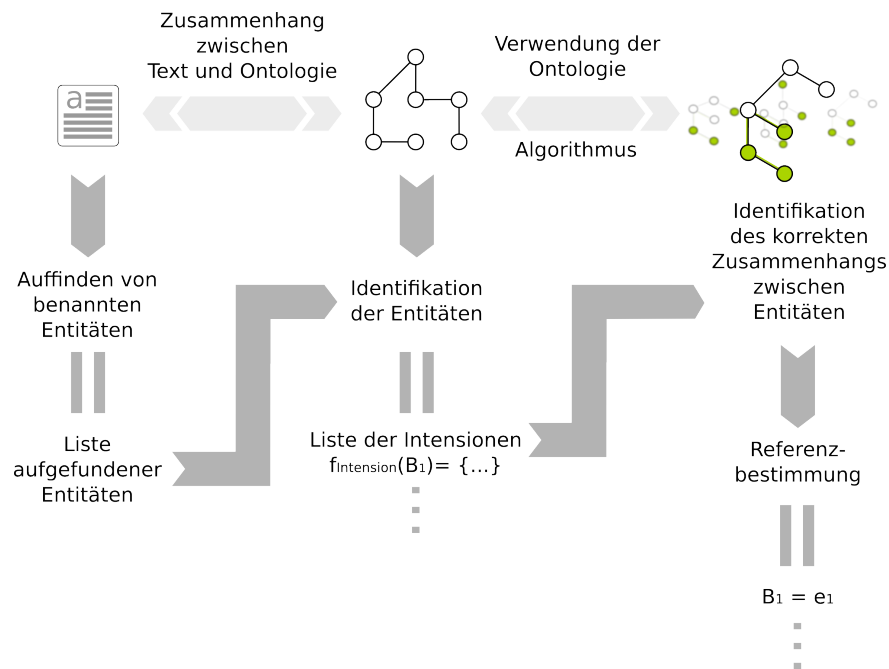 Zusammenhang
zwischen
Text und Ontologie
Verwendung der
Ontologie
Algorithmus
a
Auffinden von
benannten
Entitäten
Liste
aufgefundener
Entitäten
Identifikation
der Entitäten
Liste der Intensionen
fIntension(B1)= {...}
Identifikation
des korrekten
Zusammenhangs
zwischen
Entitäten
Referenz-
bestimmung
B1 = e1